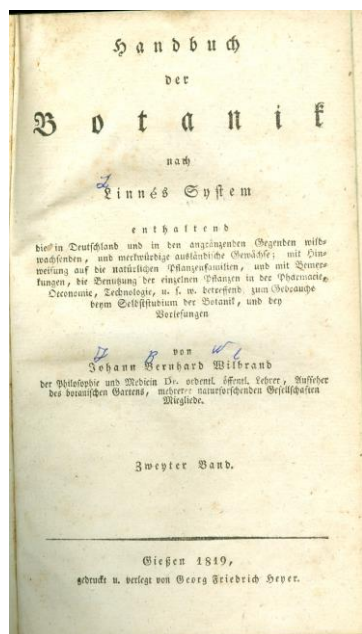 Handbuch
der
Botanik
nach
Linnés System
enthaltend
die in Deutschland und in den angränzenden Gegenden wild-
wachsenden, und merkwürdige ausländische Gewächse; mit Hin-
weisung auf die natürlichen Pflanzenfamilien, und mit Bemer-
kungen, die Benutzung der einzelnen Pflanzen in der Pharmacie,
Oeconomie, Technologie, u. s. w. betreffend, zum Gebrauche
beym Selbststudium der Botanik, und bey
Vorlesungen
von
Johann Bernhard Wilbrand
der Philosophie und Medicin Dr. ordentl. öffentl. Lehrer, Aufseher
des botanischen Gartens, mehrerer naturforschenden Gesellschaften
Mitgliede.
Zweyter Band.
Gießen 1819,
gedruckt u. verlegt von Georg Friedrich Heyer.